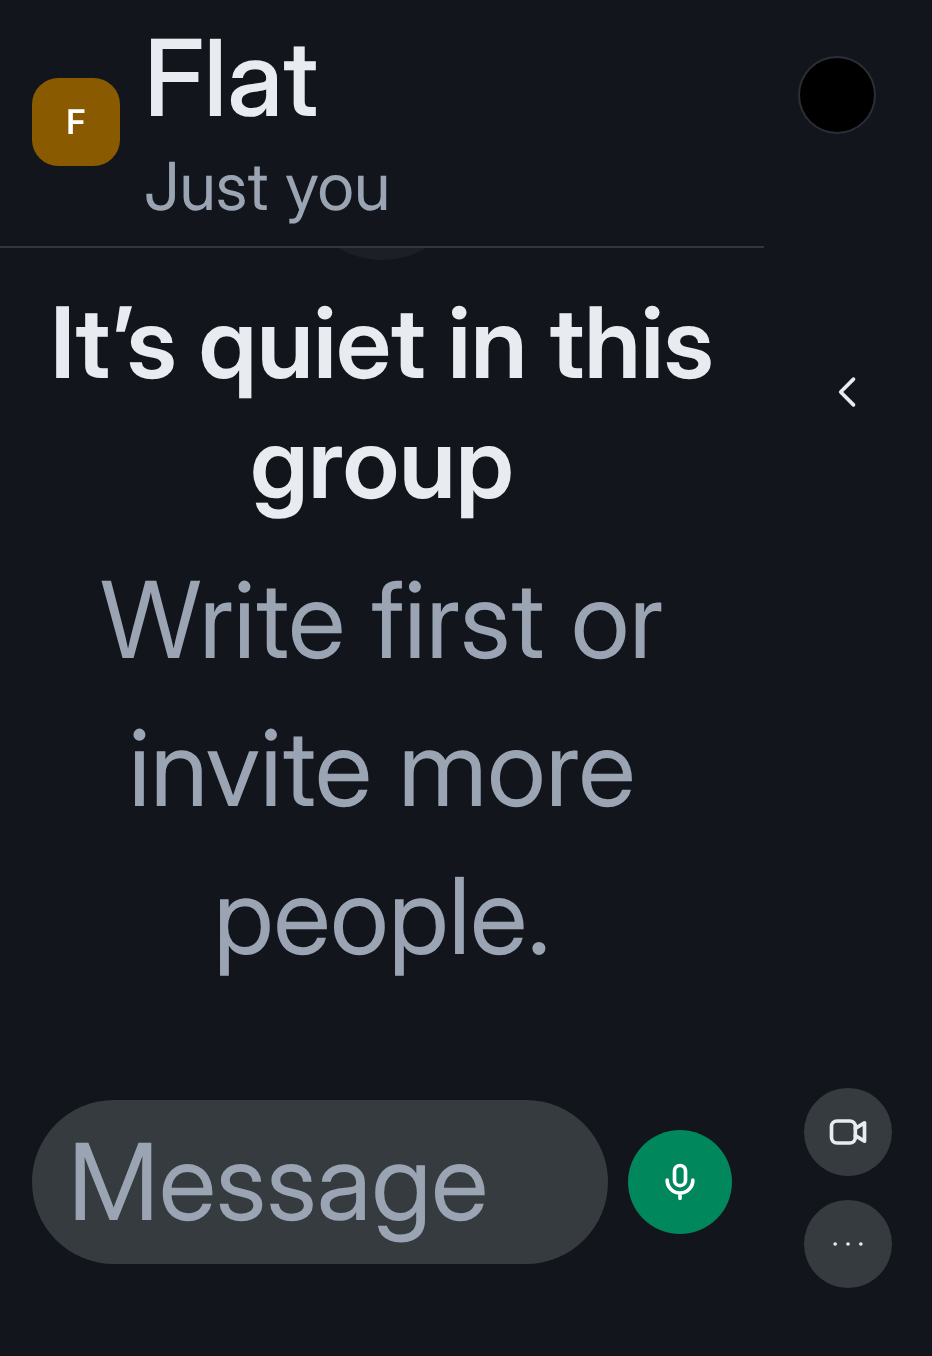 F
Flat
Just you
It’s quiet in this
group
Write first or
invite more
people.
Message